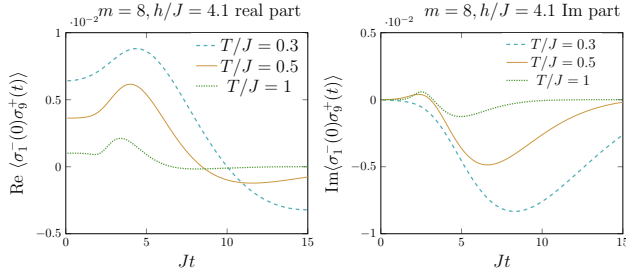 m = 8, h/J = 4.1 real part
1 ·10⁻²
0.5
0
−0.5
0 5 10 15
Jt
Re ⟨σ₁⁻(0)σ₉⁺(t)⟩
T/J = 0.3
T/J = 0.5
T/J = 1
m = 8, h/J = 4.1 Im part
0.5 ·10⁻²
0
−0.5
−1
0 5 10 15
Jt
Im⟨σ₁⁻(0)σ₉⁺(t)⟩
T/J = 0.3
T/J = 0.5
T/J = 1